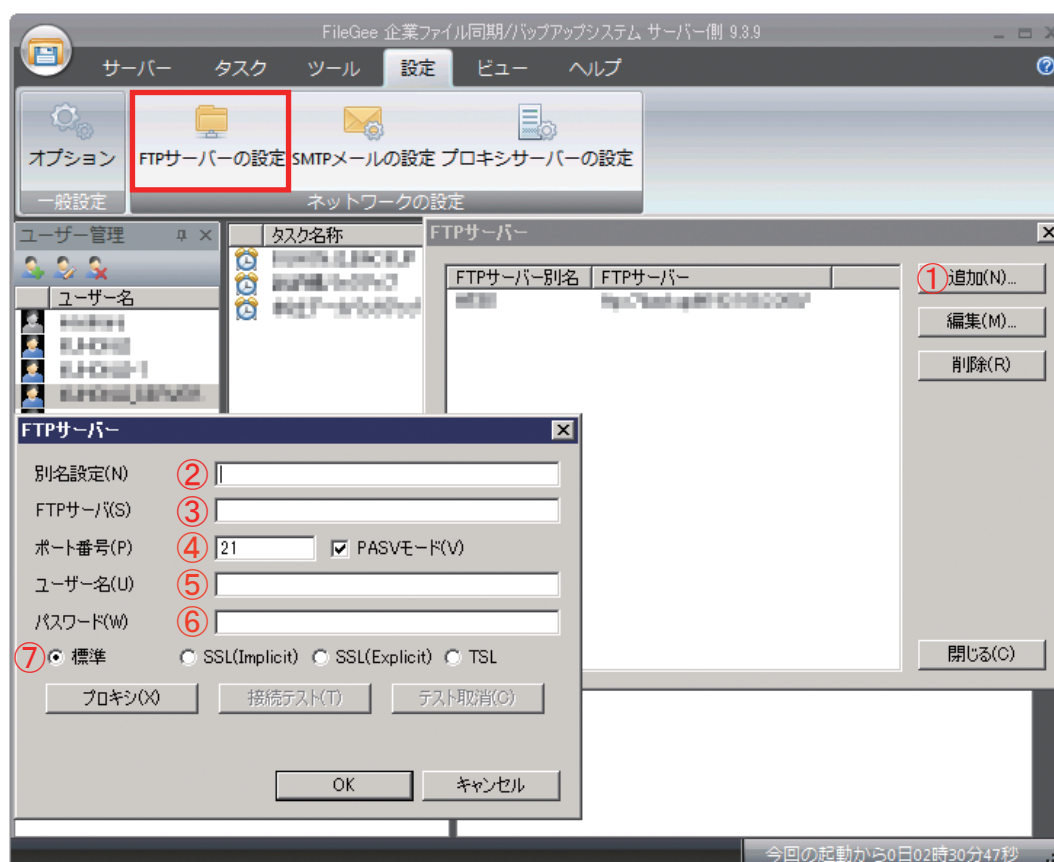 FileGee 企業ファイル同期/バップアップシステム サーバー側 9.3.9
サーバー タスク ツール 設定 ビュー ヘルプ
オプション FTPサーバーの設定 SMTPメールの設定 プロキシサーバーの設定
一般設定 ネットワークの設定
ユーザー管理
ユーザー名
タスク名称
FTPサーバー
FTPサーバー別名 FTPサーバー
①追加(N)...
編集(M)...
削除(R)
閉じる(C)
FTPサーバー
別名設定(N) ②
FTPサーバ(S) ③
ポート番号(P) ④ 21 PASVモード(V)
ユーザー名(U) ⑤
パスワード(W) ⑥
⑦ 標準 SSL(Implicit) SSL(Explicit) TSL
プロキシ(X) 接続テスト(T) テスト取消(C)
OK キャンセル
今回の起動から0日02時30分47秒